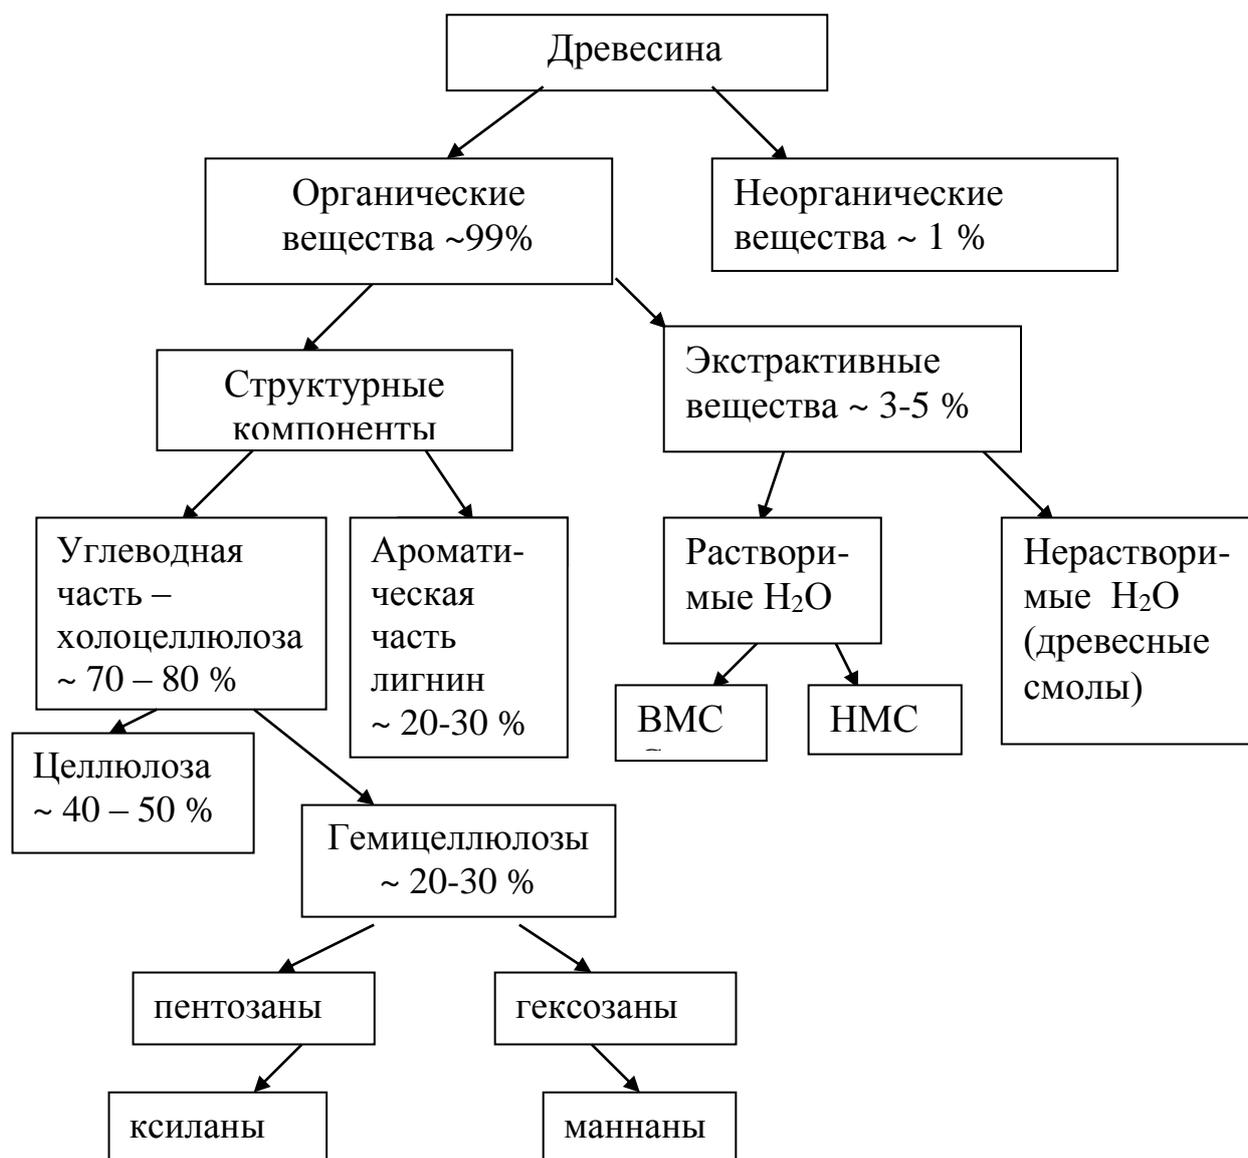 Древесина
Органические
вещества ~99%
Неорганические
вещества ~ 1 %
Структурные
компоненты
Экстрактивные
вещества ~ 3-5 %
Углеводная
часть –
холоцеллюлоза
~ 70 – 80 %
Аромати-
ческая
часть
лигнин
~ 20-30 %
Раствори-
мые H₂O
Нераствори-
мые H₂O
(древесные
смолы)
ВМС
НМС
Целлюлоза
~ 40 – 50 %
Гемицеллюлозы
~ 20-30 %
пентозаны
гексозаны
ксиланы
маннаны